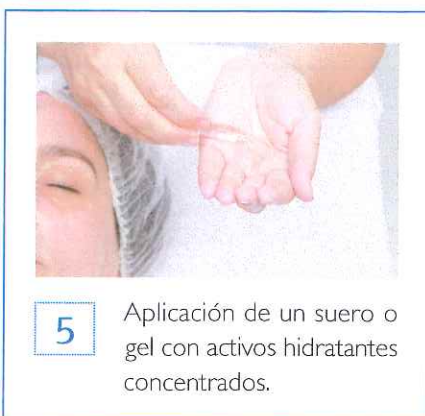 5
Aplicación de un suero o
gel con activos hidratantes
concentrados.